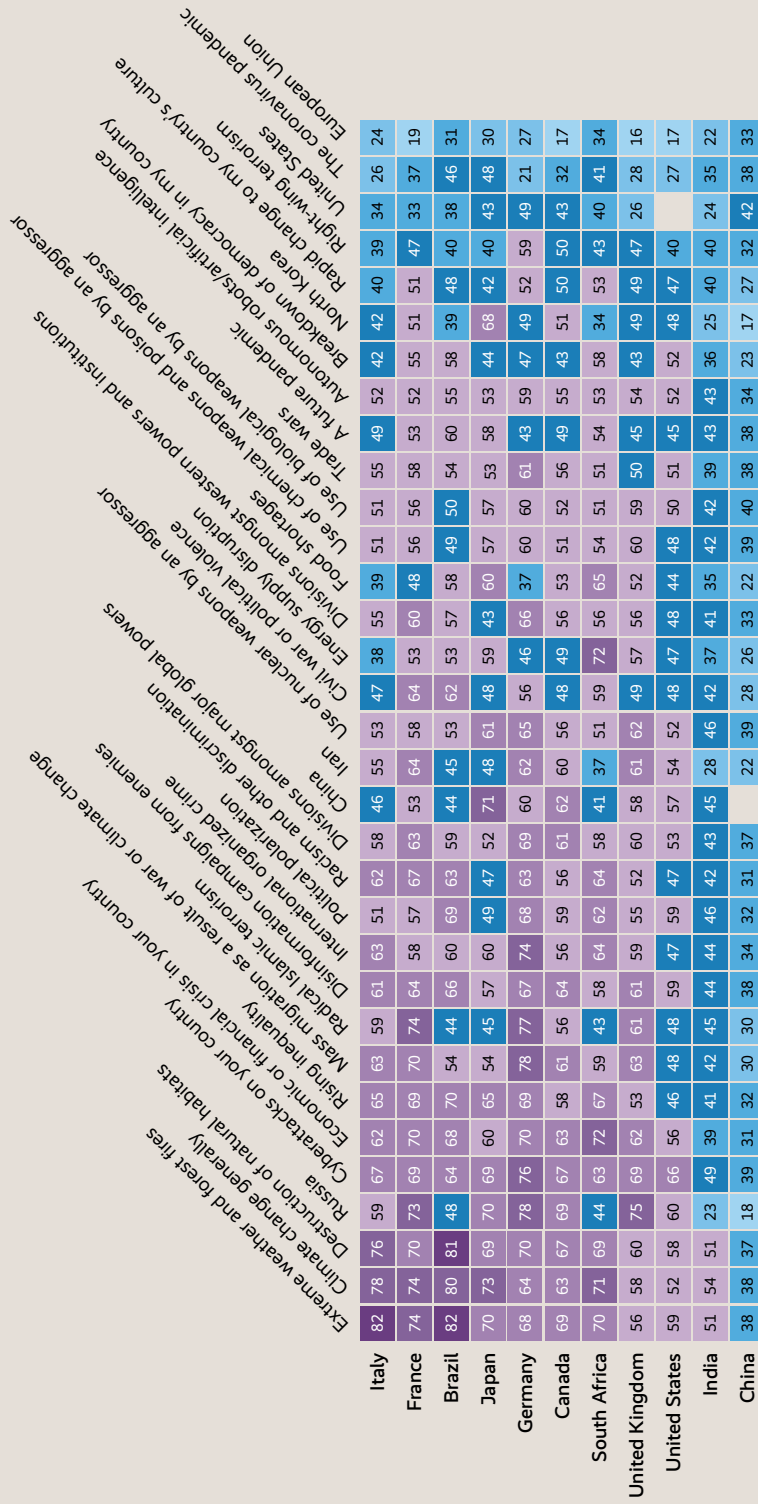 Extreme weather and forest fires
Climate change generally
Destruction of natural habitats
Russia
Cyberattacks on your country
Economic or financial crisis in your country
Rising inequality
Mass migration as a result of war or climate change
Radical Islamic terrorism
Disinformation campaigns from enemies
International organized crime
Political polarization
Racism and other discrimination
Divisions amongst major global powers
China
Iran
Use of nuclear weapons by an aggressor
Civil war or political violence
Energy supply disruption
Divisions amongst western powers and institutions
Food shortages
Use of chemical weapons and poisons by an aggressor
Use of biological weapons by an aggressor
Trade wars
A future pandemic
Autonomous robots/artificial intelligence
Breakdown of democracy in my country
North Korea
Rapid change to my country's culture
Right-wing terrorism
United States
The coronavirus pandemic
European Union
Italy 82 78 76 59 67 62 65 63 59 61 63 51 62 58 46 55 53 47 38 55 39 51 51 55 49 52 42 42 40 39 34 26 24
France 74 74 70 73 69 70 69 70 74 64 58 57 67 63 53 64 58 64 53 60 48 56 56 58 53 52 55 51 51 47 33 37 19
Brazil 82 80 81 48 64 68 70 54 44 66 60 69 63 59 44 45 53 62 53 57 58 49 50 54 60 55 58 39 48 40 38 46 31
Japan 70 73 69 70 69 60 65 54 45 57 60 49 47 52 71 48 61 48 59 43 60 57 57 53 58 53 44 68 42 40 43 48 30
Germany 68 64 70 78 76 70 69 78 77 67 74 68 63 69 60 62 65 56 46 66 37 60 60 61 43 59 47 49 52 59 49 21 27
Canada 69 63 67 69 67 63 58 61 56 64 56 59 56 61 62 60 56 48 49 56 53 51 52 56 49 55 43 51 50 50 43 32 17
South Africa 70 71 69 44 63 72 67 59 43 58 64 62 64 58 41 37 51 59 72 56 65 54 51 51 54 53 58 34 53 43 40 41 34
United Kingdom 56 58 60 75 69 62 53 63 61 61 59 55 52 60 58 61 62 49 57 56 52 60 59 50 45 54 43 49 49 47 26 28 16
United States 59 52 58 60 66 56 46 48 48 59 47 59 47 53 57 54 52 48 47 48 44 48 50 51 45 52 52 48 47 40 27 17
India 51 54 51 23 49 39 41 42 45 44 44 46 42 43 45 28 46 42 37 41 35 42 42 39 43 43 36 25 40 40 24 35 22
China 38 38 37 18 39 31 32 30 30 38 34 32 31 37 22 39 28 26 33 22 39 40 38 38 34 23 17 27 32 42 38 33